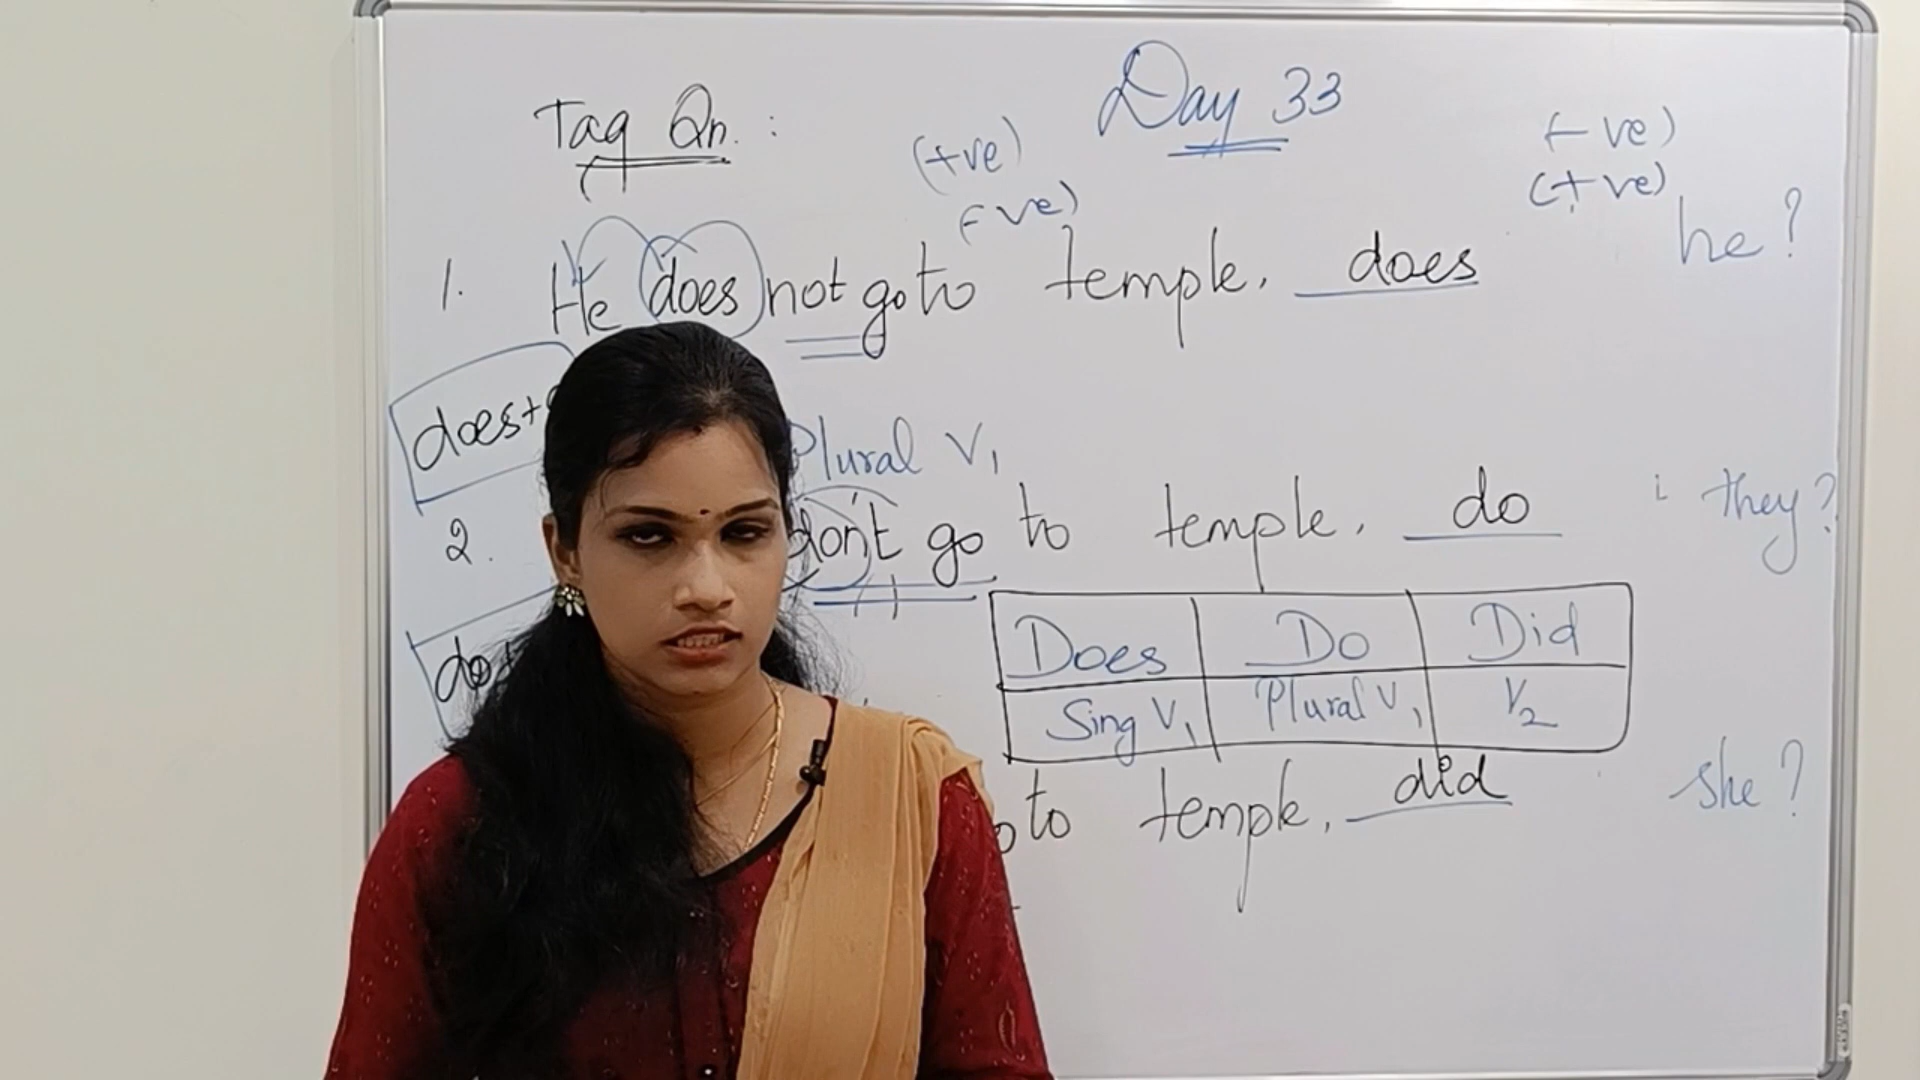 Day 33
Tag Qn. :
(+ve) (-ve)
(-ve) (+ve)
1. He does not go to temple. does he?
does+
Plural V1
2. don't go to temple. do they?
Does Do Did
Sing V1 Plural V1 V2
to temple. did she?